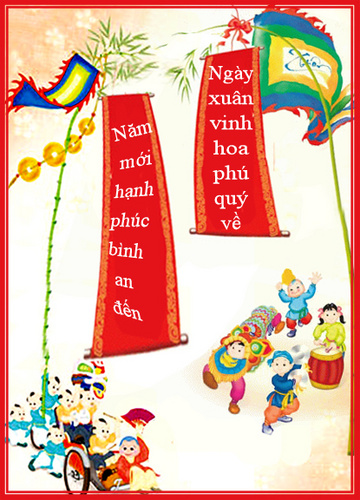 Năm
mới
hạnh
phúc
bình
an
đến
Ngày
xuân
vinh
hoa
phú
quý
về